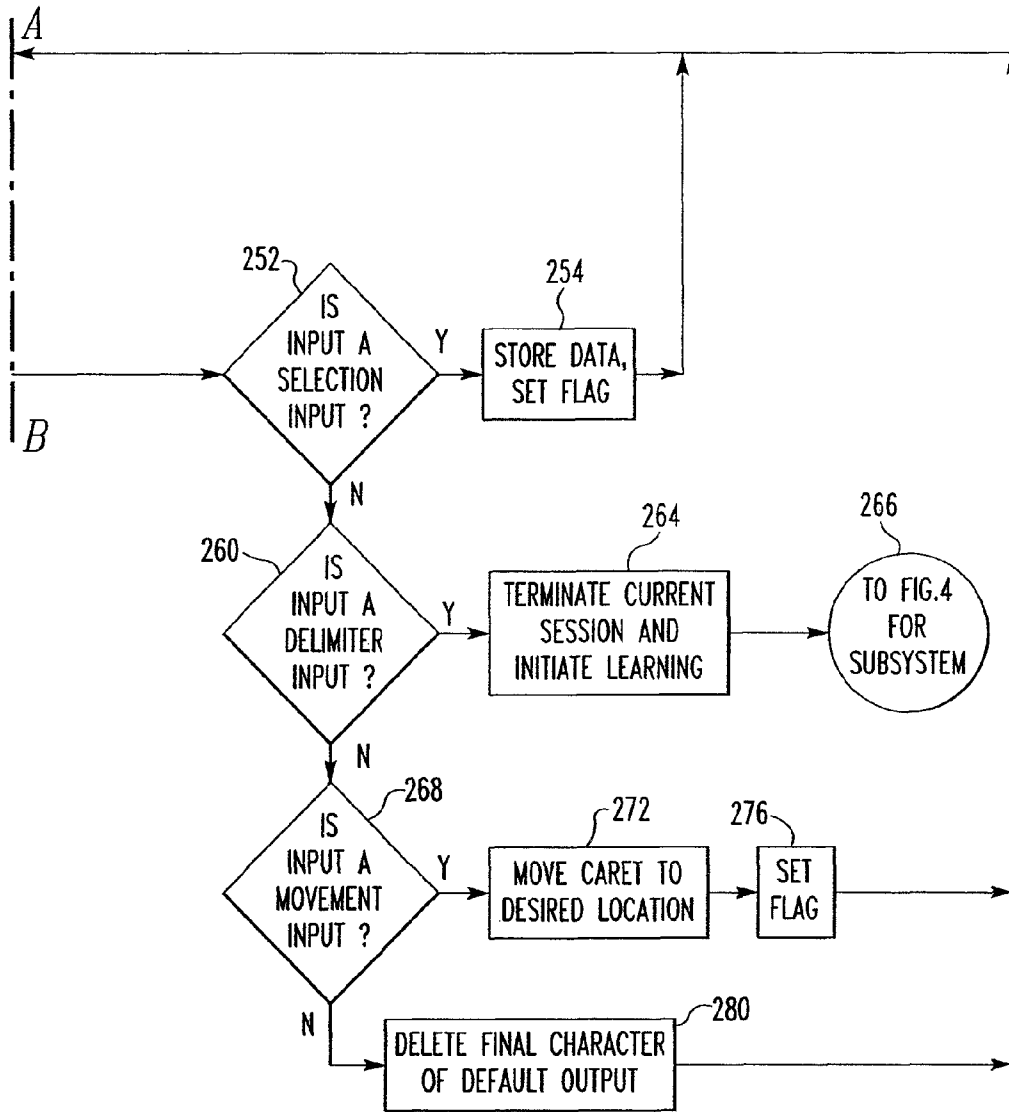 A
B
252
IS
INPUT A
SELECTION
INPUT ?
Y
254
STORE DATA,
SET FLAG
N
260
IS
INPUT A
DELIMITER
INPUT ?
Y
264
TERMINATE CURRENT
SESSION AND
INITIATE LEARNING
266
TO FIG.4
FOR
SUBSYSTEM
N
268
IS
INPUT A
MOVEMENT
INPUT ?
Y
272
MOVE CARET TO
DESIRED LOCATION
276
SET
FLAG
N
280
DELETE FINAL CHARACTER
OF DEFAULT OUTPUT